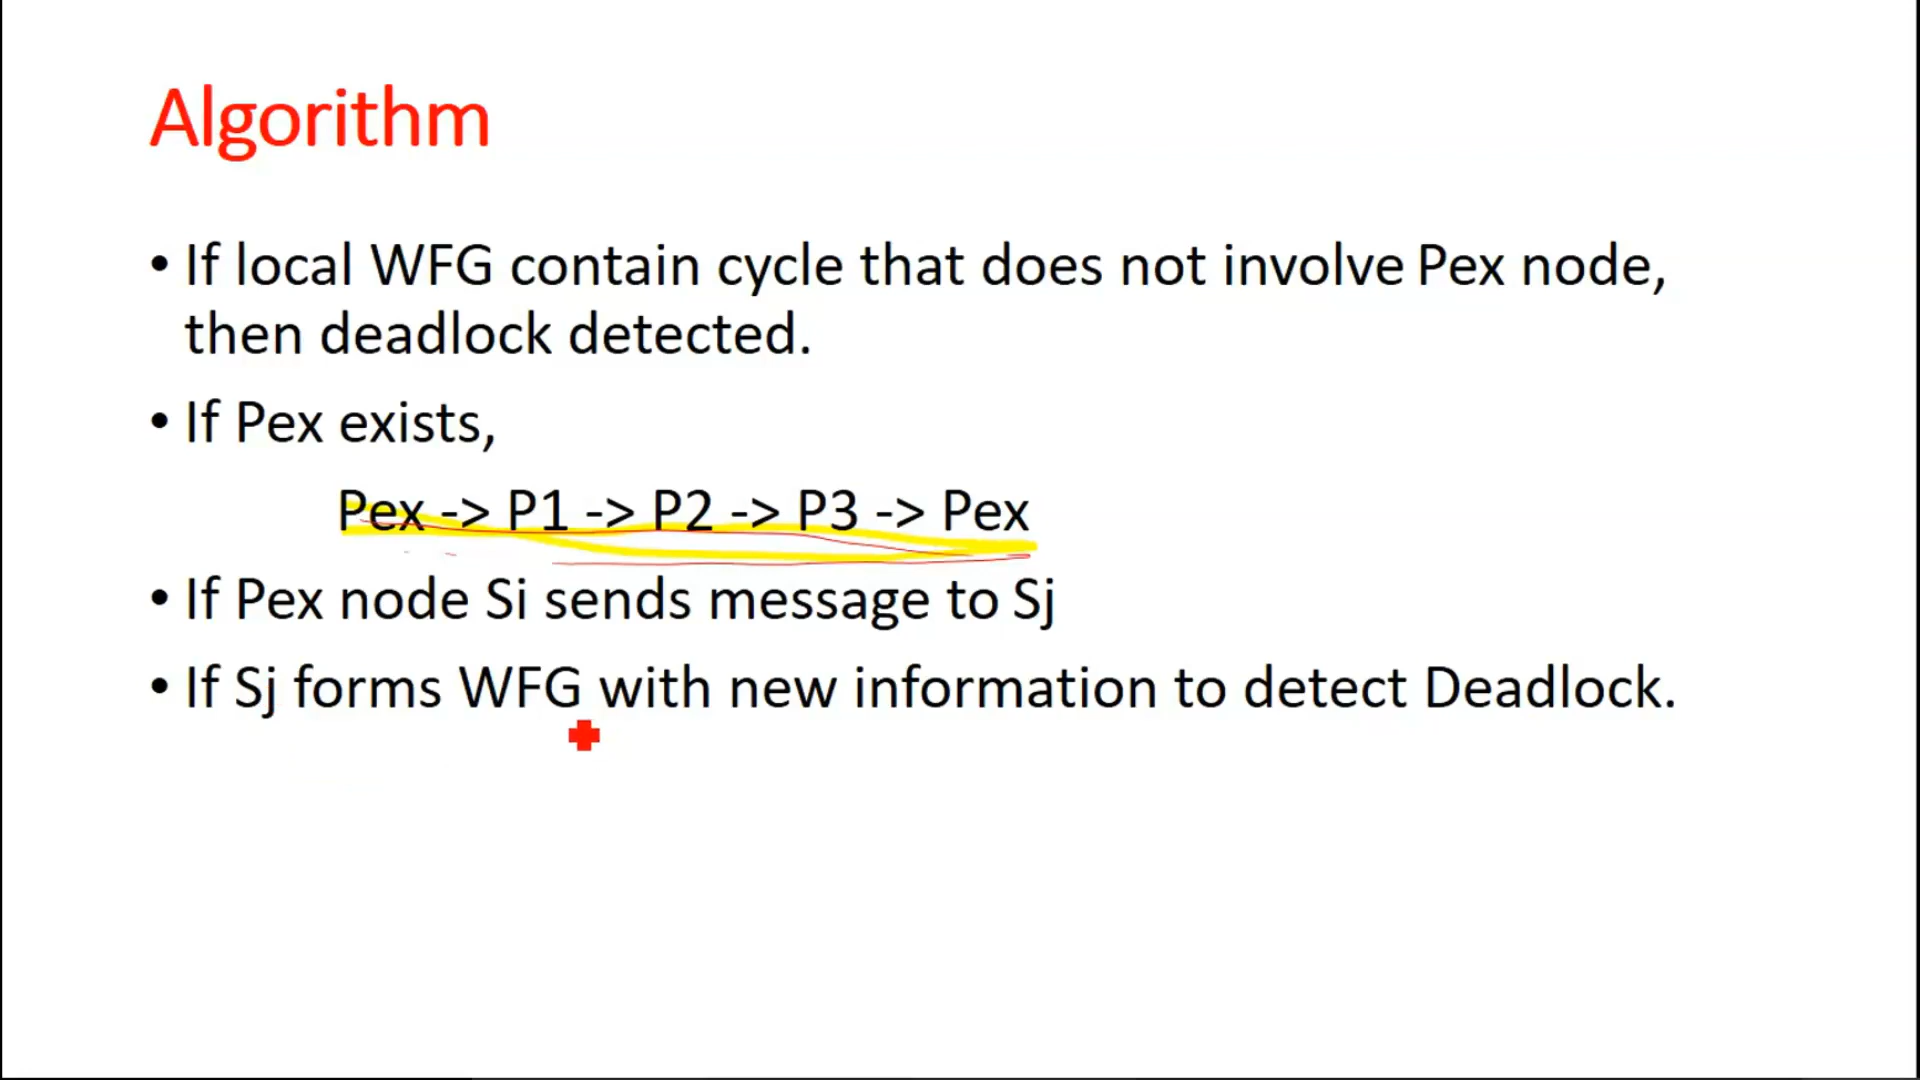 Algorithm
• If local WFG contain cycle that does not involve Pex node,
then deadlock detected.
• If Pex exists,
Pex -> P1 -> P2 -> P3 -> Pex
• If Pex node Si sends message to Sj
• If Sj forms WFG with new information to detect Deadlock.